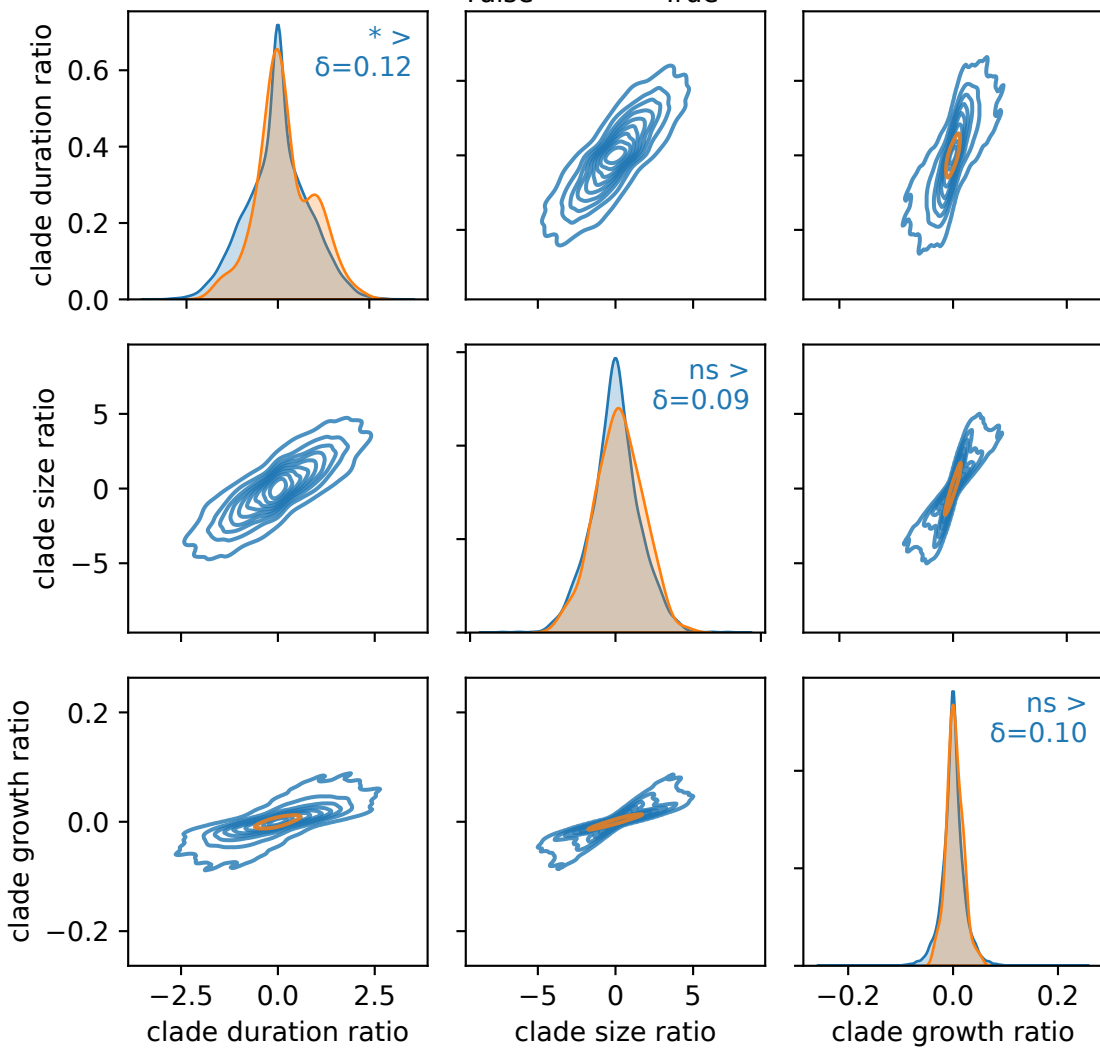 clade duration ratio
0.6
0.4
0.2
0.0
* >
δ=0.12
clade size ratio
5
0
−5
ns >
δ=0.09
clade growth ratio
0.2
0.0
−0.2
ns >
δ=0.10
−2.5 0.0 2.5
−5 0 5
−0.2 0.0 0.2
clade duration ratio
clade size ratio
clade growth ratio